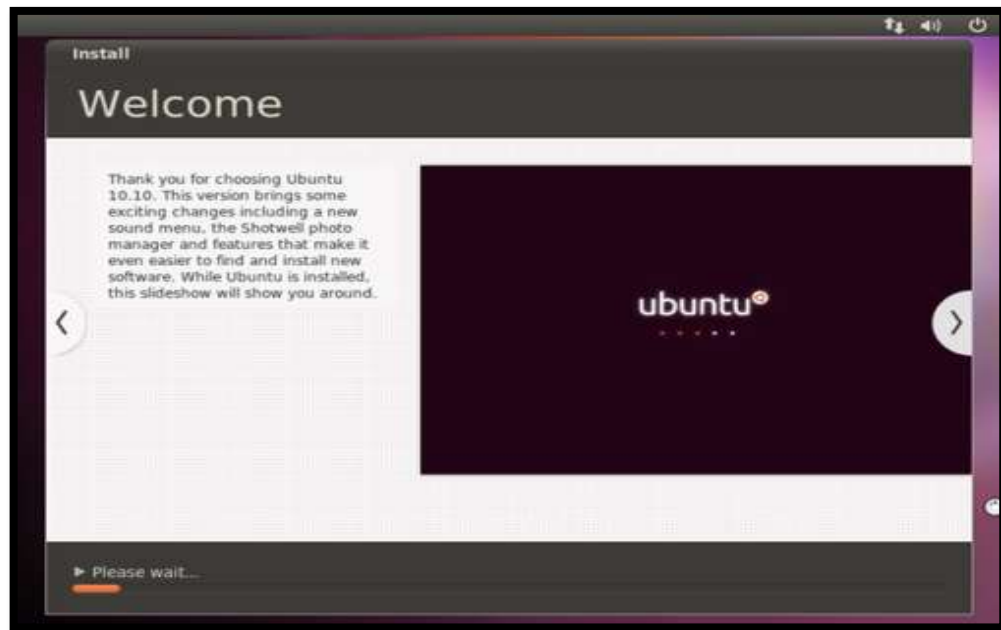 Install
Welcome
Thank you for choosing Ubuntu
10.10. This version brings some
exciting changes including a new
sound menu, the Shotwell photo
manager and features that make it
even easier to find and install new
software. While Ubuntu is installed,
this slideshow will show you around.
ubuntu
Please wait...